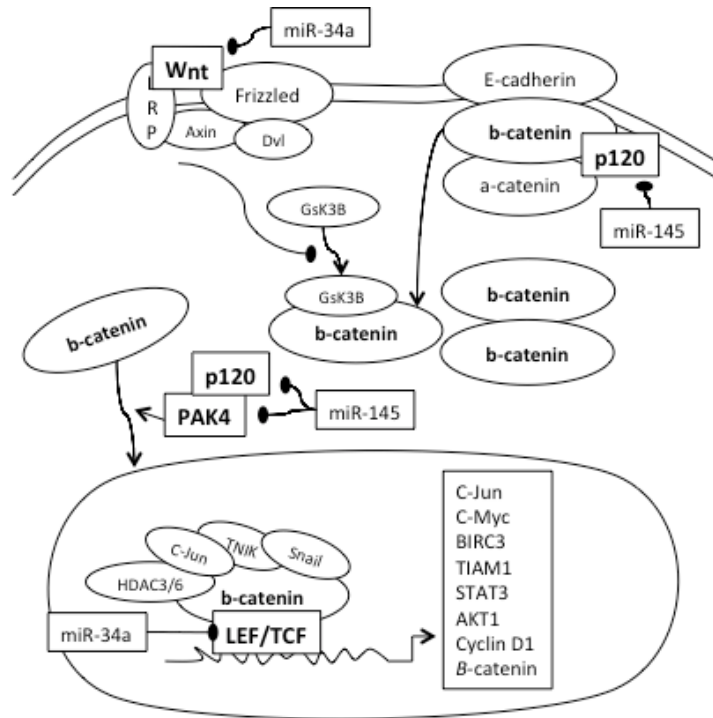 miR-34a
Wnt
L
R
P
Frizzled
Axin
Dvl
E-cadherin
b-catenin
p120
a-catenin
miR-145
GsK3B
GsK3B
b-catenin
b-catenin
b-catenin
b-catenin
p120
PAK4
miR-145
C-Jun
TNIK
Snail
HDAC3/6
b-catenin
miR-34a
LEF/TCF
C-Jun
C-Myc
BIRC3
TIAM1
STAT3
AKT1
Cyclin D1
B-catenin